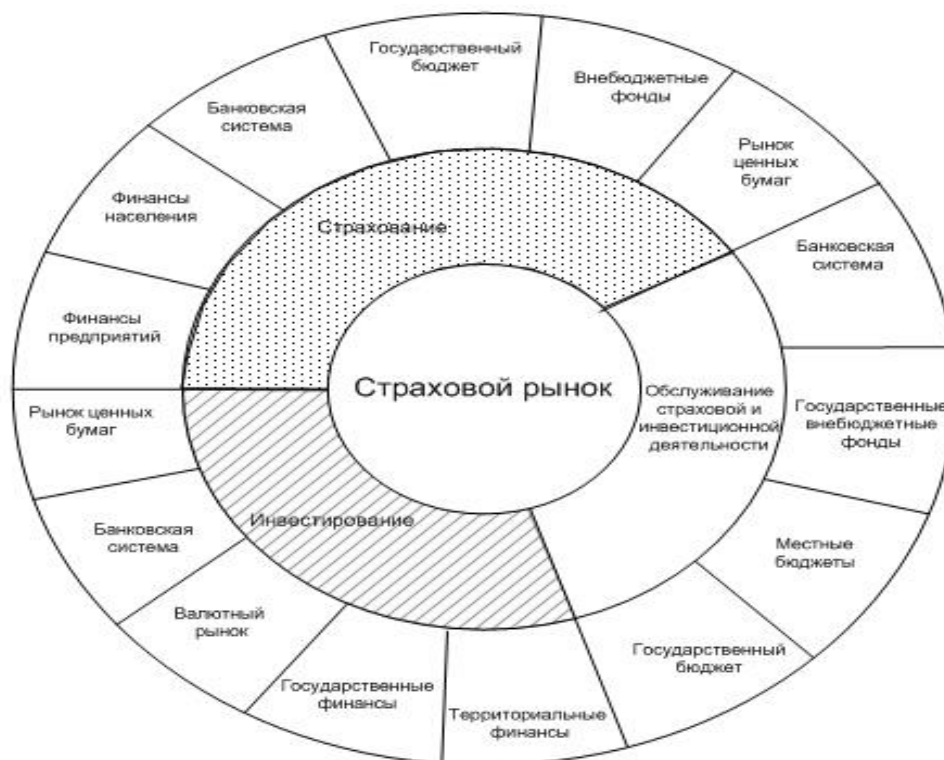 Государственный
бюджет
Внебюджетные
фонды
Банковская
система
Рынок
ценных
бумаг
Финансы
населения
Страхование
Банковская
система
Финансы
предприятий
Страховой рынок
Обслуживание
страховой и
инвестиционной
деятельности
Рынок ценных
бумаг
Государственные
внебюджетные
фонды
Банковская
система
Инвестирование
Местные
бюджеты
Валютный
рынок
Государственный
бюджет
Государственные
финансы
Территориальные
финансы